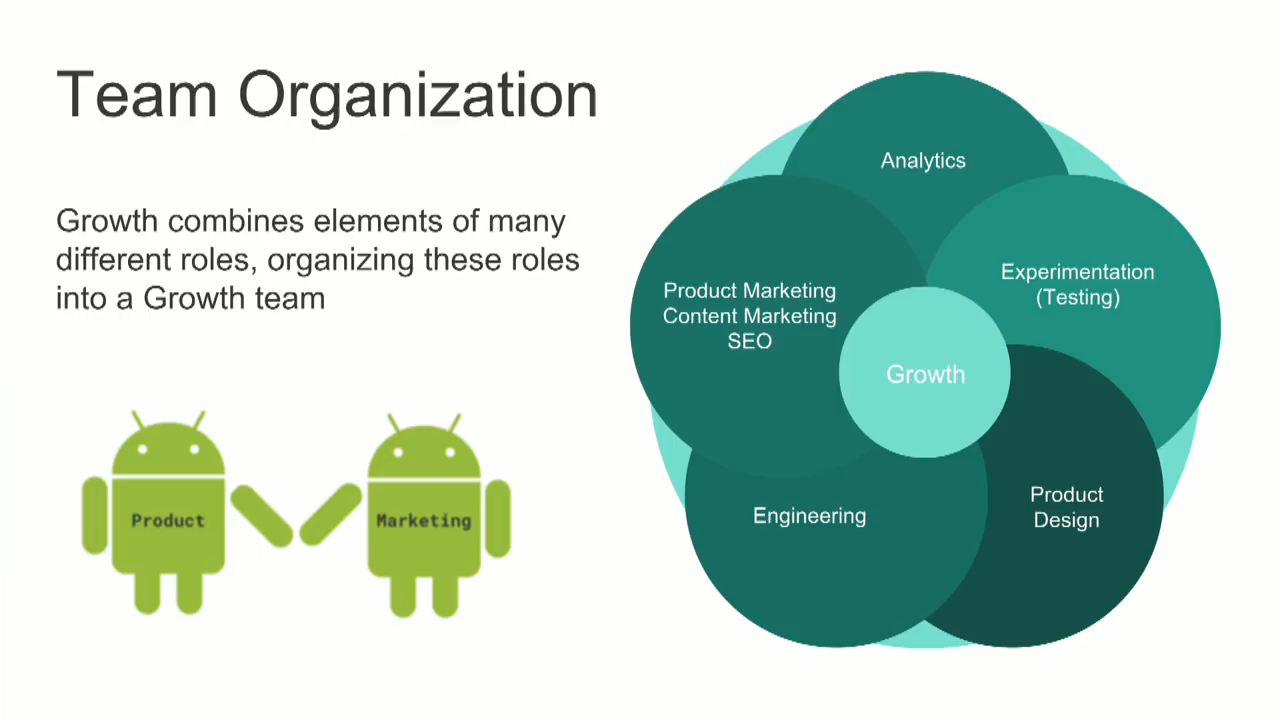 Team Organization
Growth combines elements of many
different roles, organizing these roles
into a Growth team
Product
Marketing
Analytics
Experimentation
(Testing)
Product Marketing
Content Marketing
SEO
Growth
Product
Design
Engineering